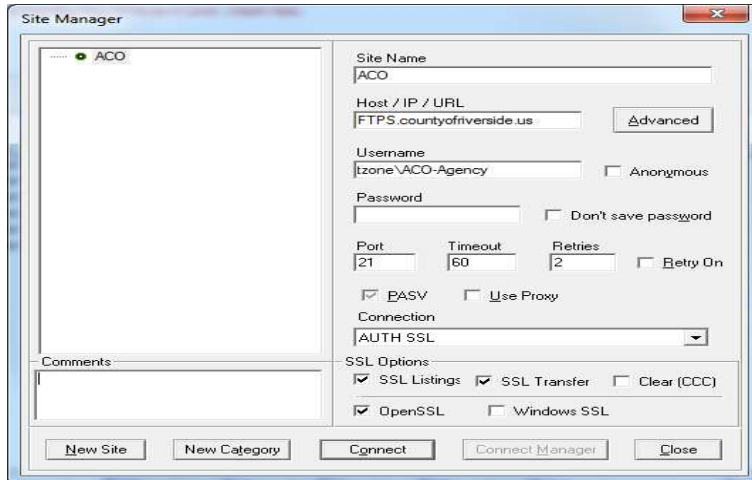 Site Manager
ACO
Site Name
ACO
Host / IP / URL
FTPS.countyofriverside.us
Advanced
Username
tzone\ACO-Agency
Anonymous
Password
Don't save password
Port Timeout Retries
21 60 2 Retry On
PASV Use Proxy
Connection
AUTH SSL
Comments
SSL Options
SSL Listings SSL Transfer Clear (CCC)
OpenSSL Windows SSL
New Site New Category Connect Connect Manager Close